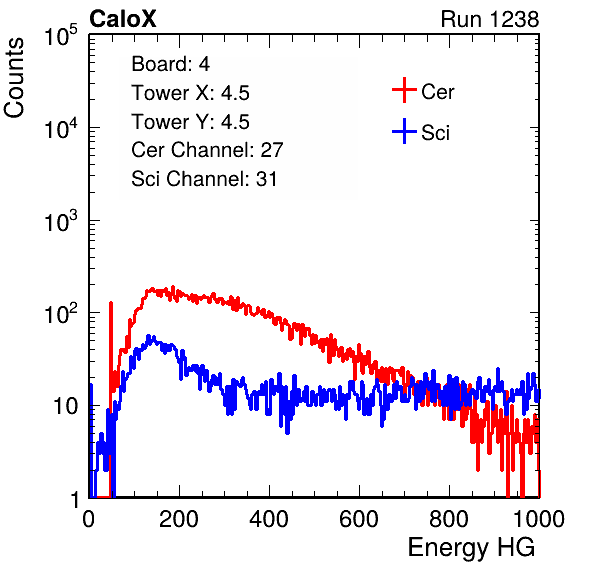 CaloX Run 1238
Counts
Board: 4
Tower X: 4.5
Tower Y: 4.5
Cer Channel: 27
Sci Channel: 31
Cer
Sci
10^5
10^4
10^3
10^2
10
1
0 200 400 600 800 1000
Energy HG